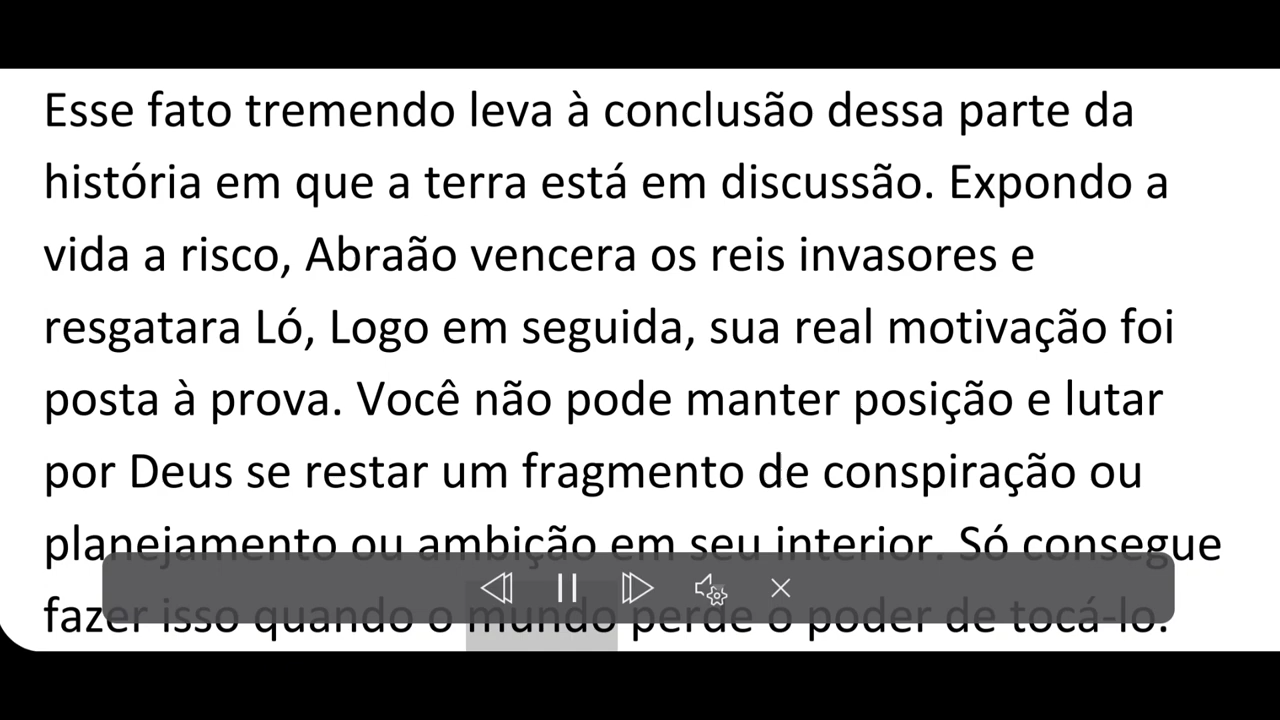 Esse fato tremendo leva à conclusão dessa parte da
história em que a terra está em discussão. Expondo a
vida a risco, Abraão vencera os reis invasores e
resgatara Ló, Logo em seguida, sua real motivação foi
posta à prova. Você não pode manter posição e lutar
por Deus se restar um fragmento de conspiração ou
planejamento ou ambição em seu interior. Só consegue
fazer isso quando o mundo perde o poder de tocá-lo.